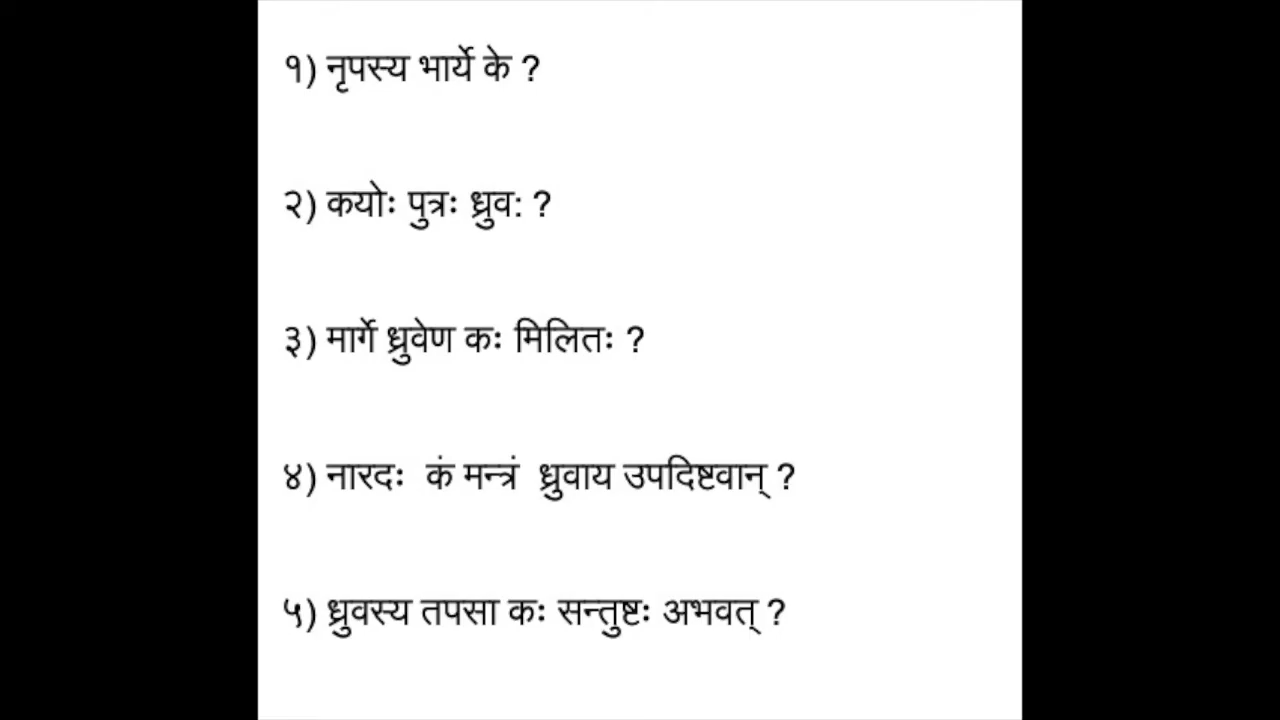 १) नृपस्य भार्ये के ?
२) कयोः पुत्रः ध्रुव: ?
३) मार्गे ध्रुवेण कः मिलितः ?
४) नारदः  कं मन्त्रं  ध्रुवाय उपदिष्टवान् ?
५) ध्रुवस्य तपसा कः सन्तुष्टः अभवत् ?